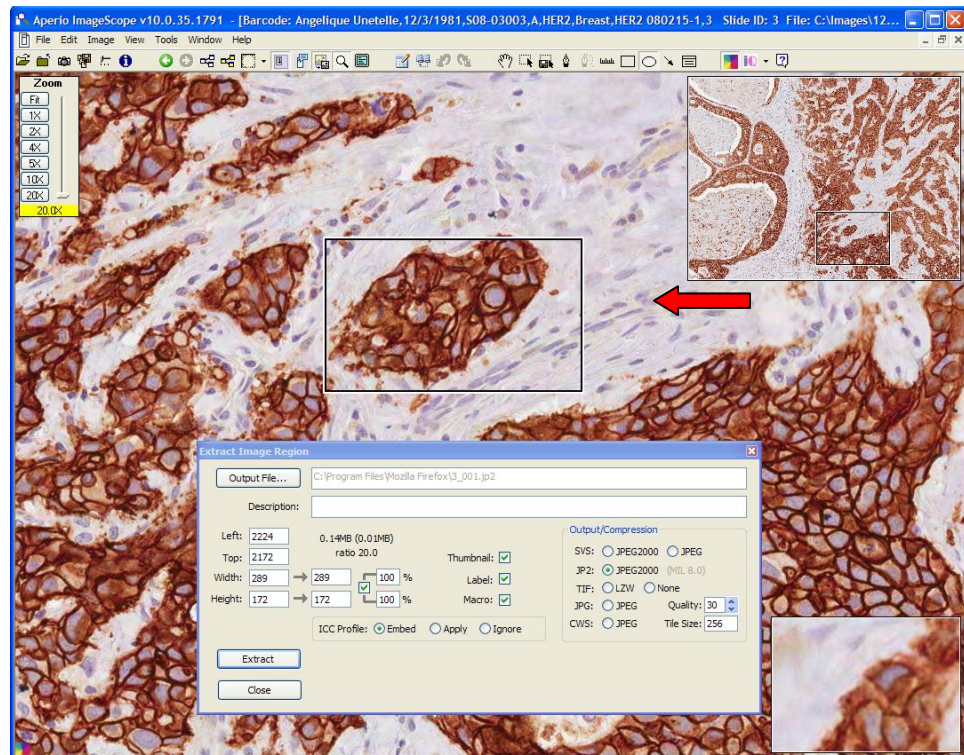 Aperio ImageScope v10.0.35.1791 - [Barcode: Angelique Unetelle,12/3/1981,S08-03003,A,HER2,Breast,HER2 080215-1,3 Slide ID: 3 File: C:\Images\12...
File Edit Image View Tools Window Help
Zoom
Fit
1X
2X
4X
5X
10X
20X
20.0X
Extract Image Region
Output File... C:\Program Files\Mozilla Firefox\3_001.jp2
Description:
Left: 2224 0.14MB (0.01MB)
Top: 2172 ratio 20.0
Width: 289 289 100 %
Height: 172 172 100 %
Thumbnail:
Label:
Macro:
ICC Profile: Embed Apply Ignore
Output/Compression
SVS: JPEG2000 JPEG
JP2: JPEG2000 (MIL 8.0)
TIF: LZW None
JPG: JPEG Quality: 30
CWS: JPEG Tile Size: 256
Extract
Close